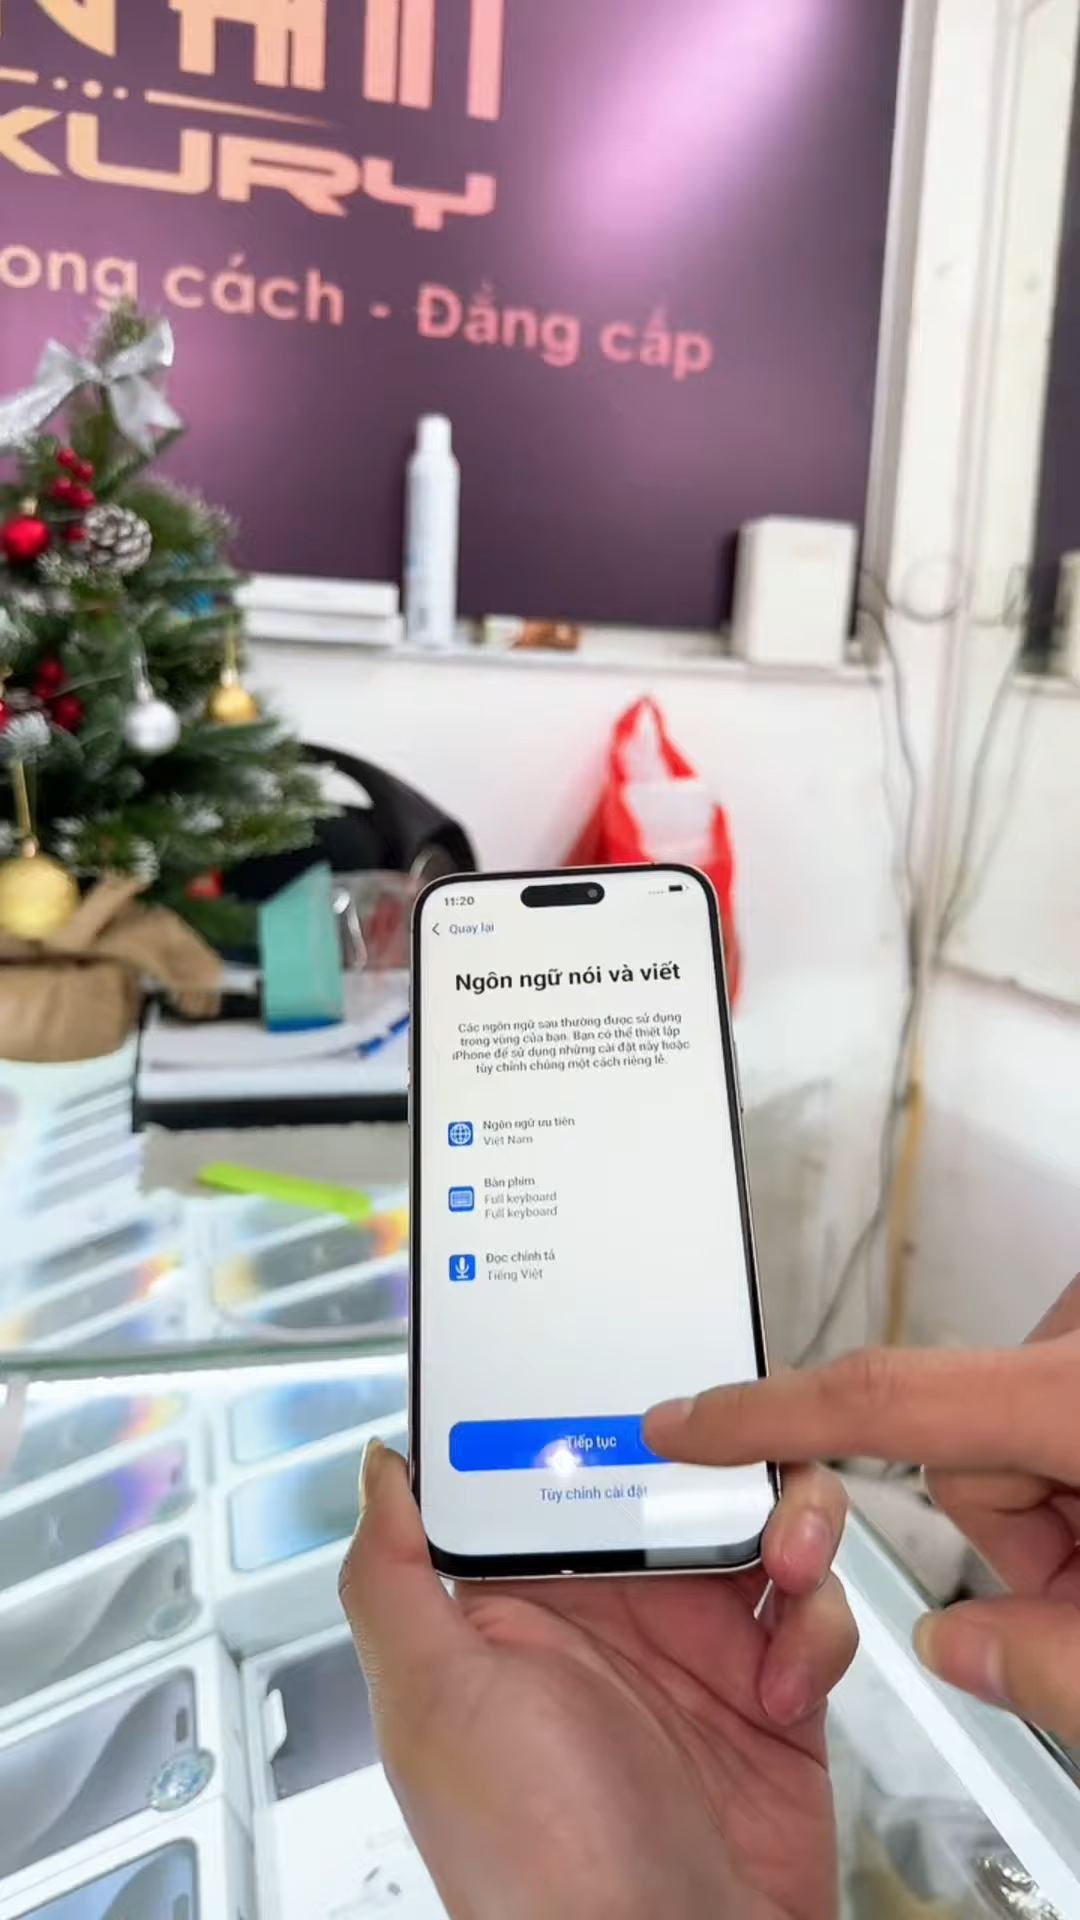 XURY
ong cách - Đẳng cấp
11:20
Quay lại
Ngôn ngữ nói và viết
Các ngôn ngữ sau thường được sử dụng
trong vùng của bạn. Bạn có thể thiết lập
iPhone để sử dụng những cài đặt này hoặc
tùy chỉnh chúng một cách riêng lẻ.
Ngôn ngữ ưu tiên
Việt Nam
Bàn phím
Full keyboard
Full keyboard
Đọc chính tả
Tiếng Việt
Tiếp tục
Tùy chỉnh cài đặt